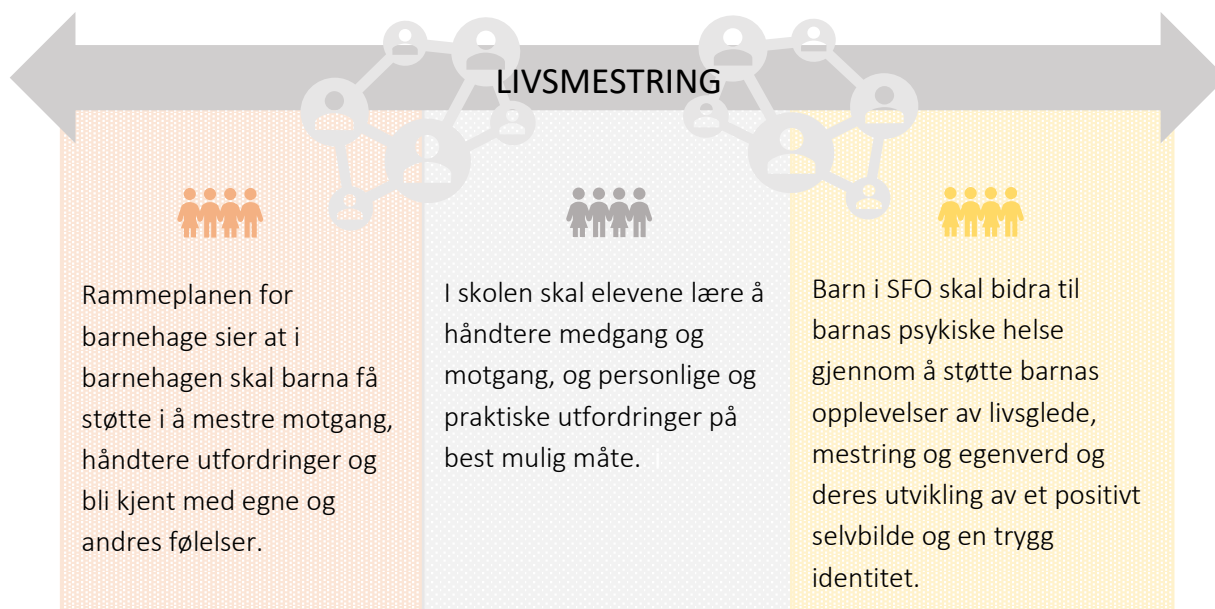 LIVSMESTRING
Rammeplanen for
barnehage sier at i
barnehagen skal barna få
støtte i å mestre motgang,
håndtere utfordringer og
bli kjent med egne og
andres følelser.
I skolen skal elevene lære å
håndtere medgang og
motgang, og personlige og
praktiske utfordringer på
best mulig måte.
Barn i SFO skal bidra til
barnas psykiske helse
gjennom å støtte barnas
opplevelser av livsglede,
mestring og egenverd og
deres utvikling av et positivt
selvbilde og en trygg
identitet.